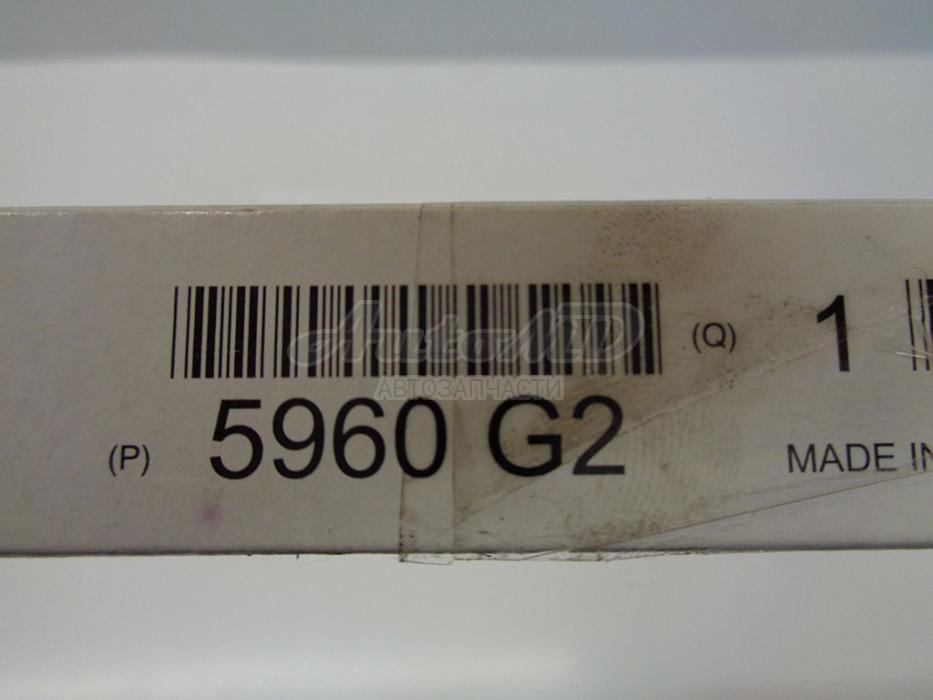 AutoMD
АВТОЗАПЧАСТИ
(Q) 1
(P) 5960 G2
MADE IN